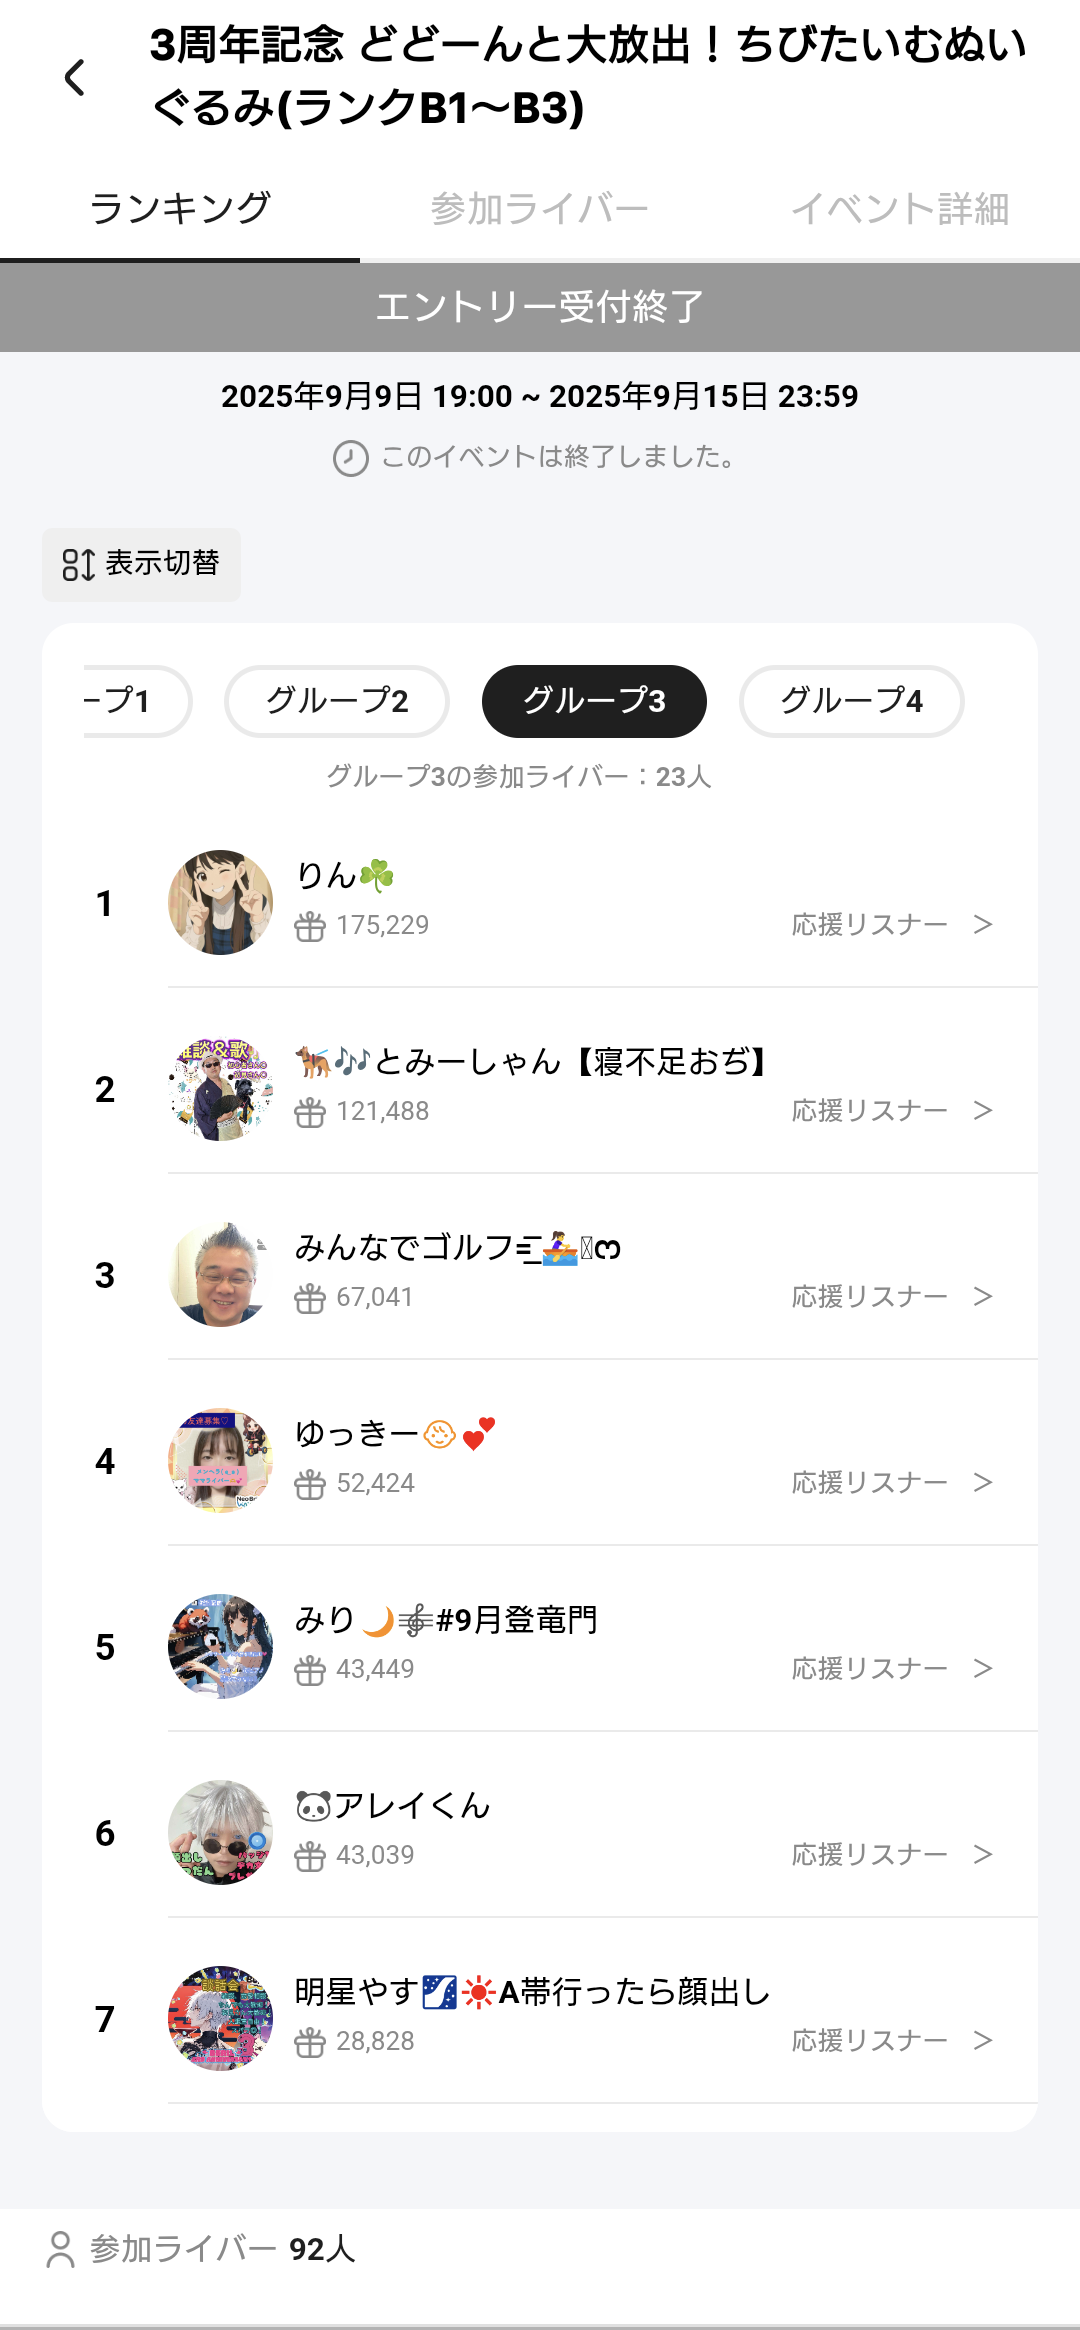 3周年記念 どどーんと大放出！ちびたいむぬい
ぐるみ(ランクB1〜B3)
ランキング 参加ライバー イベント詳細
エントリー受付終了
2025年9月9日 19:00 ~ 2025年9月15日 23:59
このイベントは終了しました。
表示切替
ープ1 グループ2 グループ3 グループ4
グループ3の参加ライバー：23人
1
りん☘️
175,229 応援リスナー >
2
🐕‍🦺🎶とみーしゃん【寝不足おぢ】
121,488 応援リスナー >
3
67,041 応援リスナー >
4
ゆっきー👶💕
52,424 応援リスナー >
5
みり🌙🎼#9月登竜門
43,449 応援リスナー >
6
🐼アレイくん
43,039 応援リスナー >
7
明星やす🌌☀️A帯行ったら顔出し
28,828 応援リスナー >
参加ライバー 92人